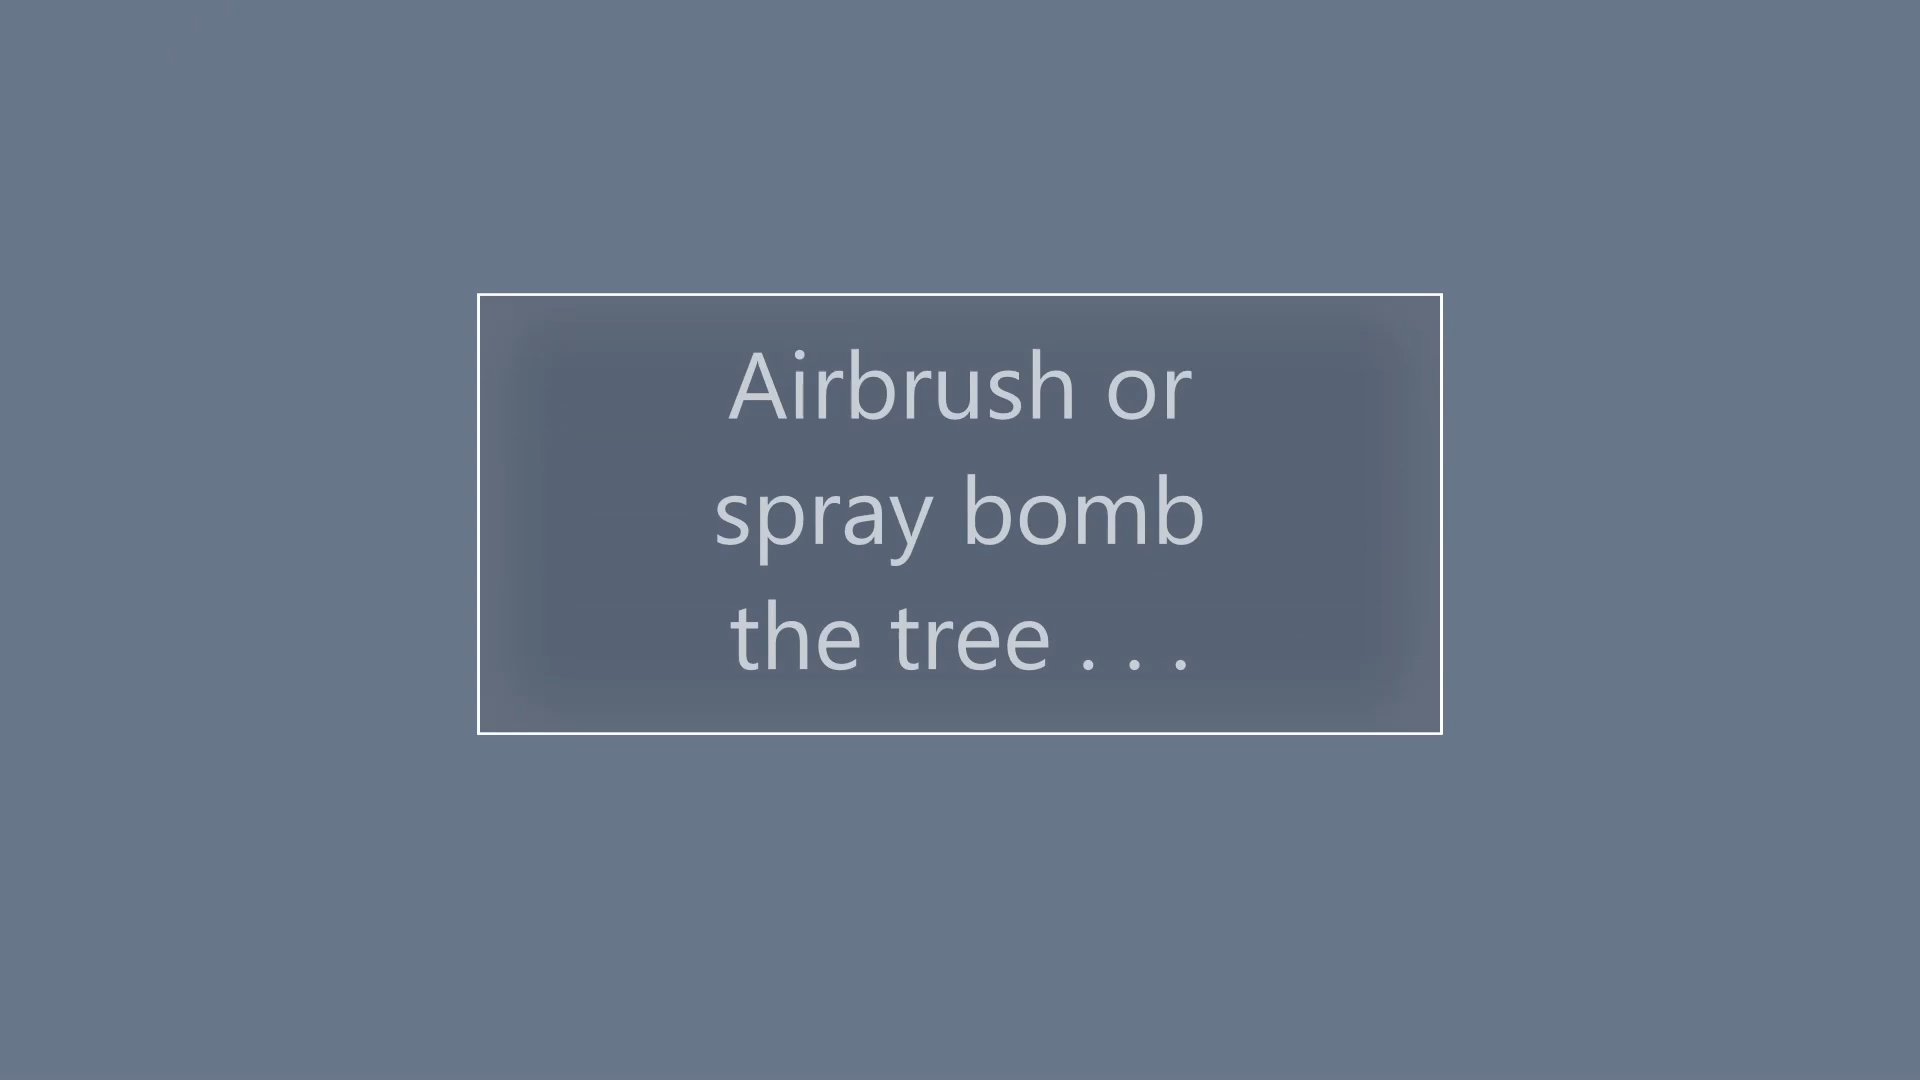 Airbrush or
spray bomb
the tree . . .